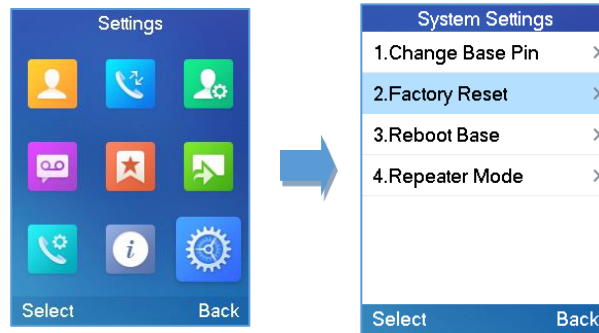 Settings
Select Back
System Settings
1.Change Base Pin
2.Factory Reset
3.Reboot Base
4.Repeater Mode
Select Back